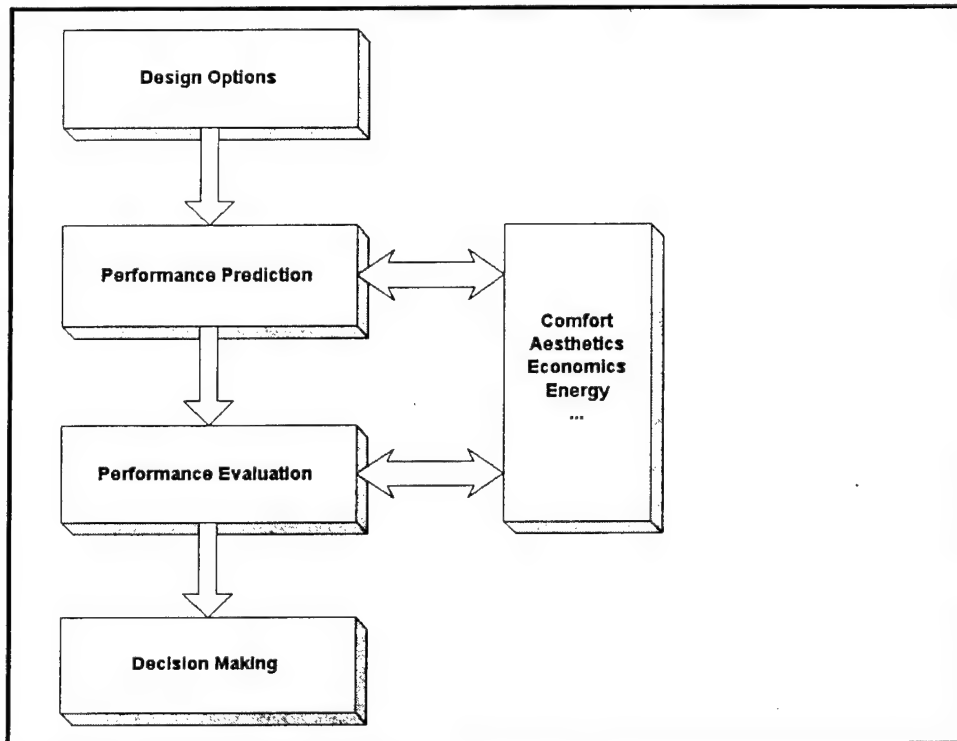 Design Options
Performance Prediction
Comfort
Aesthetics
Economics
Energy
...
Performance Evaluation
Decision Making